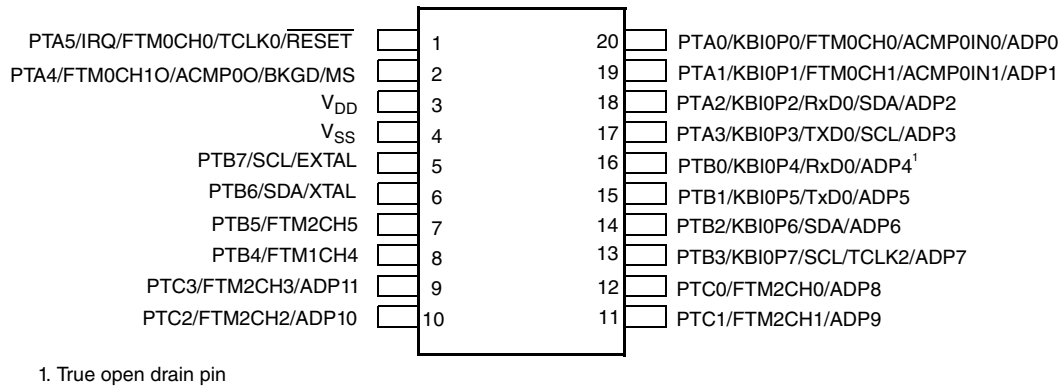 PTA5/IRQ/FTM0CH0/TCLK0/RESET 1 20 PTA0/KBI0P0/FTM0CH0/ACMP0IN0/ADP0
PTA4/FTM0CH1O/ACMP0O/BKGD/MS 2 19 PTA1/KBI0P1/FTM0CH1/ACMP0IN1/ADP1
VDD 3 18 PTA2/KBI0P2/RxD0/SDA/ADP2
VSS 4 17 PTA3/KBI0P3/TXD0/SCL/ADP3
PTB7/SCL/EXTAL 5 16 PTB0/KBI0P4/RxD0/ADP4¹
PTB6/SDA/XTAL 6 15 PTB1/KBI0P5/TxD0/ADP5
PTB5/FTM2CH5 7 14 PTB2/KBI0P6/SDA/ADP6
PTB4/FTM1CH4 8 13 PTB3/KBI0P7/SCL/TCLK2/ADP7
PTC3/FTM2CH3/ADP11 9 12 PTC0/FTM2CH0/ADP8
PTC2/FTM2CH2/ADP10 10 11 PTC1/FTM2CH1/ADP9
1. True open drain pin